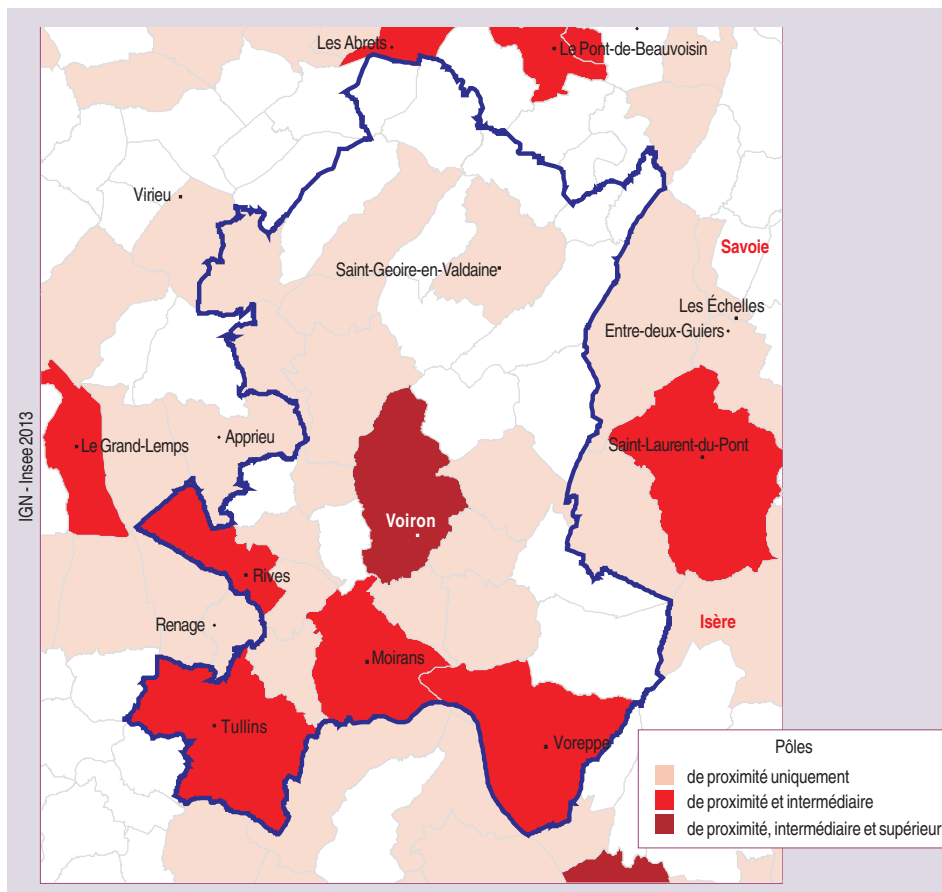 Les Abrets
Le Pont-de-Beauvoisin
Virieu
Savoie
Saint-Geoire-en-Valdaine
Les Échelles
Entre-deux-Guiers
Le Grand-Lemps
Apprieu
Saint-Laurent-du-Pont
IGN - Insee 2013
Voiron
Rives
Renage
Isère
Moirans
Tullins
Voreppe
Pôles
de proximité uniquement
de proximité et intermédiaire
de proximité, intermédiaire et supérieur